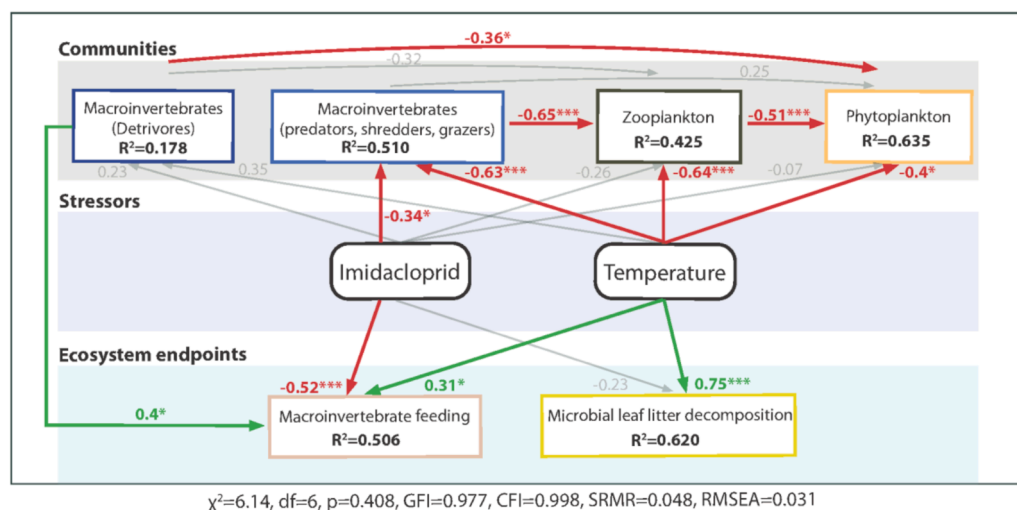 Communities
-0.36*
-0.32
0.25
Macroinvertebrates
(Detrivores)
R²=0.178
Macroinvertebrates
(predators, shredders, grazers)
R²=0.510
-0.65***
Zooplankton
R²=0.425
-0.51***
Phytoplankton
R²=0.635
0.23
0.35
-0.63***
-0.26
-0.64***
-0.07
-0.4*
Stressors
-0.34*
Imidacloprid
Temperature
Ecosystem endpoints
-0.52***
0.31*
-0.23
0.75***
0.4*
Macroinvertebrate feeding
R²=0.506
Microbial leaf litter decomposition
R²=0.620
χ²=6.14, df=6, p=0.408, GFI=0.977, CFI=0.998, SRMR=0.048, RMSEA=0.031